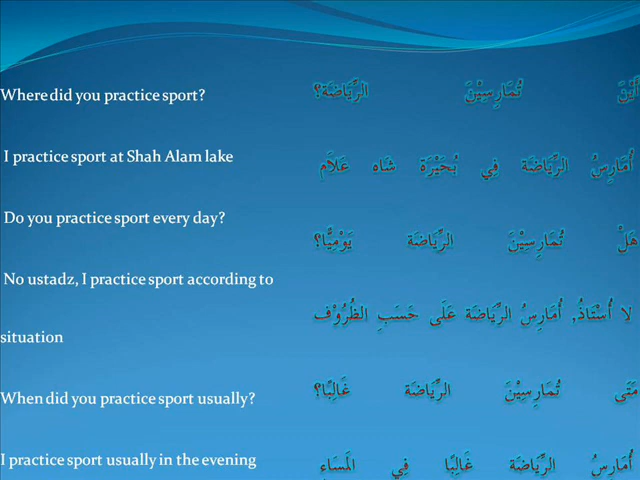 Where did you practice sport?
أَيْنَ تُمَارِسِيْنَ الرِّيَاضَة؟
I practice sport at Shah Alam lake
أُمَارِسُ الرِّيَاضَة فِي بُحَيْرَة شَاه عَلَام
Do you practice sport every day?
هَلْ تُمَارِسِيْنَ الرِّيَاضَة يَوْمِيًّا؟
No ustadz, I practice sport according to
لا أُسْتَاذُ, أُمَارِسُ الرِّيَاضَة عَلَى حَسَبِ الظُّرُوْف
situation
When did you practice sport usually?
مَتَى تُمَارِسِيْنَ الرِّيَاضَة غَالِبًا؟
I practice sport usually in the evening
أُمَارِسُ الرِّيَاضَة غَالِبًا فِي المَسَاءِ